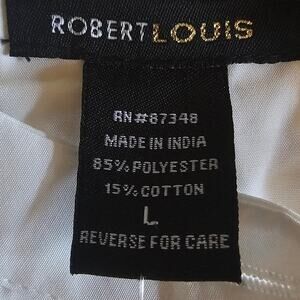 ROBERTLOUIS
RN#87348
MADE IN INDIA
85% POLYESTER
15% COTTON
L
REVERSE FOR CARE